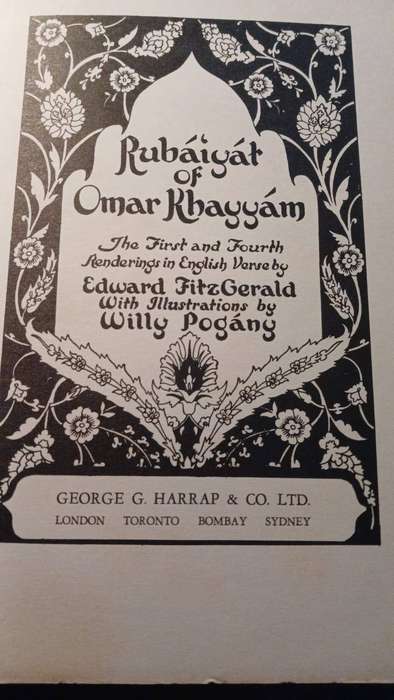 Rubáiyát
of
Omar Khayyám
The First and Fourth
Renderings in English Verse by
Edward FitzGerald
With Illustrations by
Willy Pogány
GEORGE G. HARRAP & CO. LTD.
LONDON TORONTO BOMBAY SYDNEY